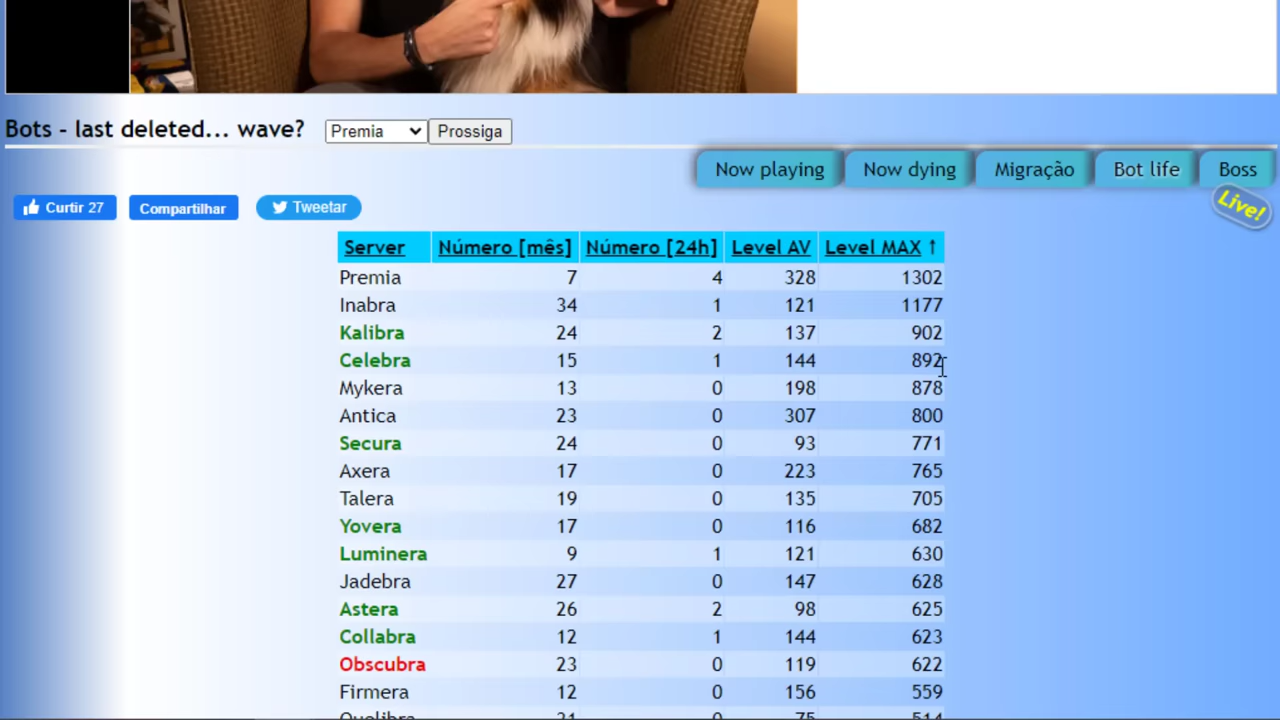 Bots - last deleted... wave? Premia Prossiga
Now playing Now dying Migração Bot life Boss
Live!
Curtir 27 Compartilhar Tweetar
Server Número [mês] Número [24h] Level AV Level MAX ↑
Premia 7 4 328 1302
Inabra 34 1 121 1177
Kalibra 24 2 137 902
Celebra 15 1 144 892
Mykera 13 0 198 878
Antica 23 0 307 800
Secura 24 0 93 771
Axera 17 0 223 765
Talera 19 0 135 705
Yovera 17 0 116 682
Luminera 9 1 121 630
Jadebra 27 0 147 628
Astera 26 2 98 625
Collabra 12 1 144 623
Obscubra 23 0 119 622
Firmera 12 0 156 559